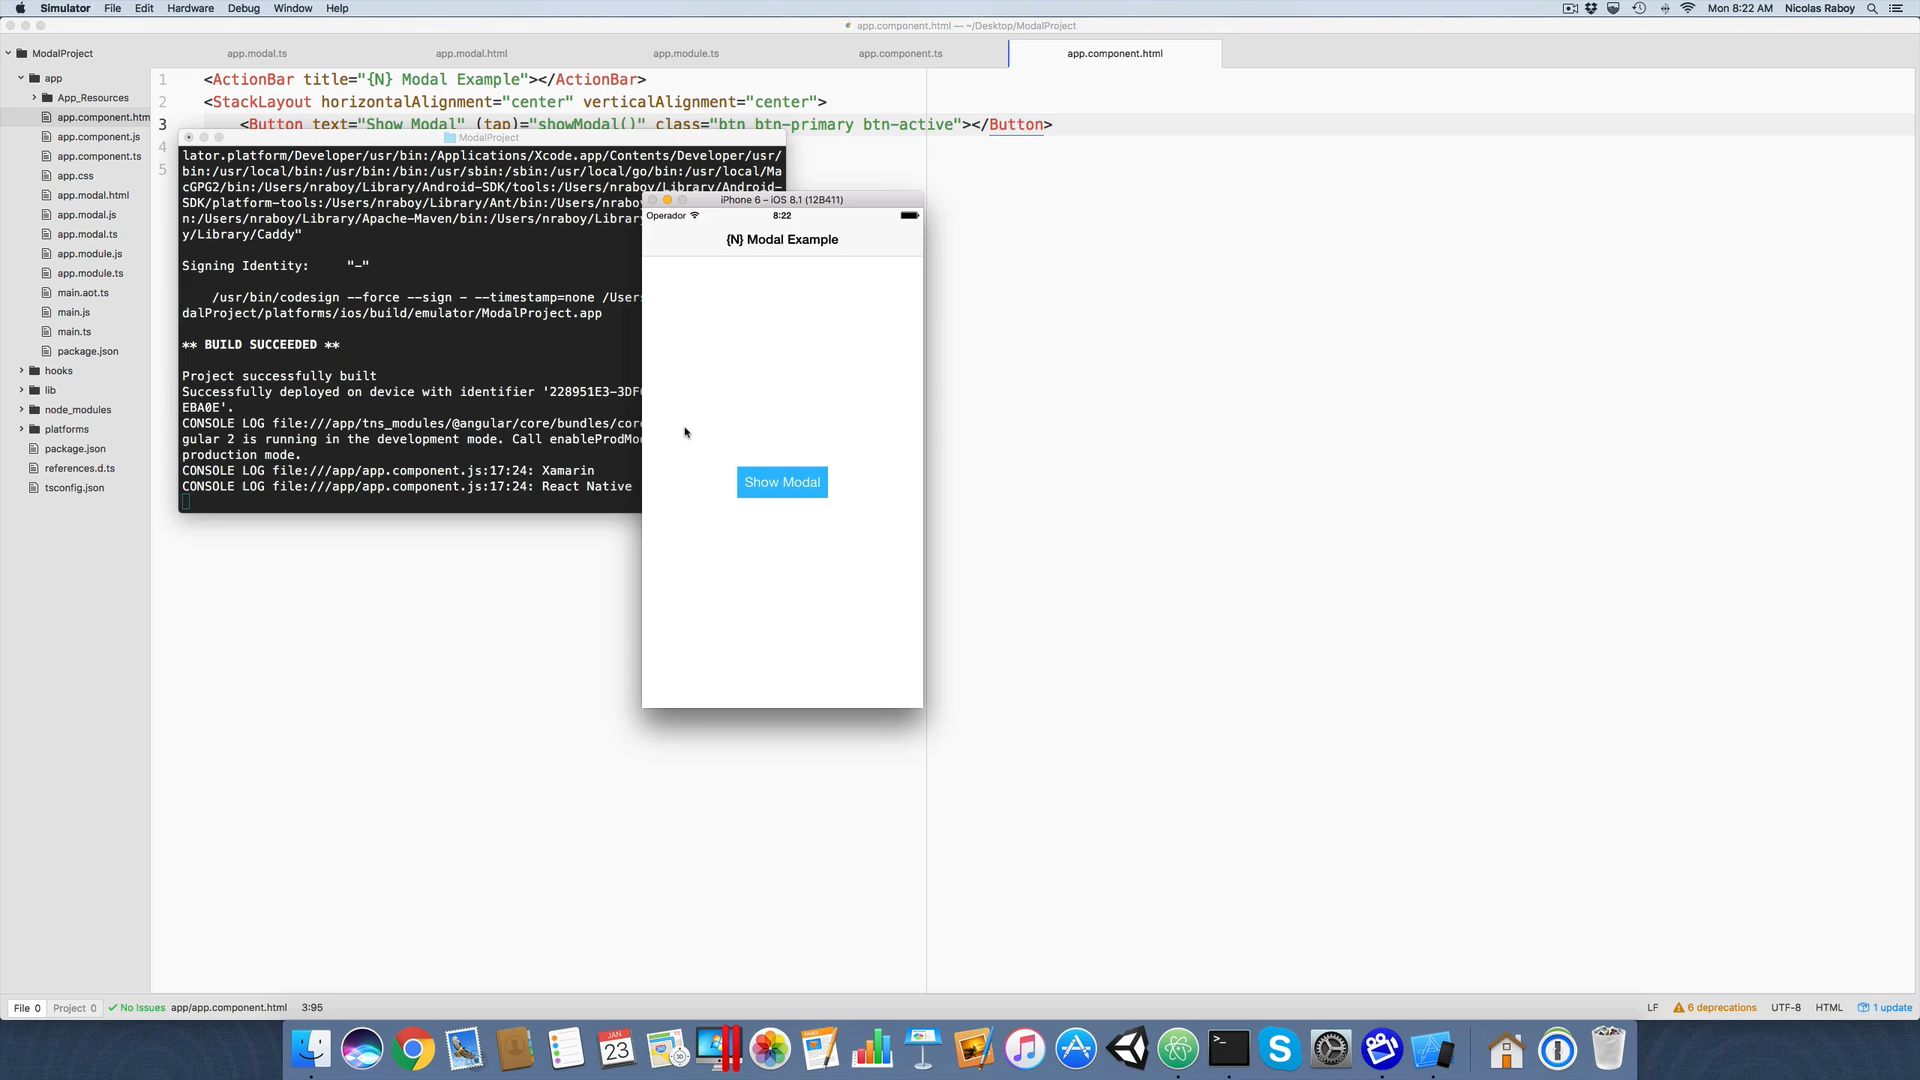 Simulator File Edit Hardware Debug Window Help Mon 8:22 AM Nicolas Raboy
app.component.html — ~/Desktop/ModalProject
ModalProject
app
App_Resources
app.component.htm
app.component.js
app.component.ts
app.css
app.modal.html
app.modal.js
app.modal.ts
app.module.js
app.module.ts
main.aot.ts
main.js
main.ts
package.json
hooks
lib
node_modules
platforms
package.json
references.d.ts
tsconfig.json
app.modal.ts app.modal.html app.module.ts app.component.ts app.component.html
1 <ActionBar title="{N} Modal Example"></ActionBar>
2 <StackLayout horizontalAlignment="center" verticalAlignment="center">
3 <Button text="Show Modal" (tap)="showModal()" class="btn btn-primary btn-active"></Button>
4
5
ModalProject
lator.platform/Developer/usr/bin:/Applications/Xcode.app/Contents/Developer/usr/
bin:/usr/local/bin:/usr/bin:/bin:/usr/sbin:/sbin:/usr/local/go/bin:/usr/local/Ma
cGPG2/bin:/Users/nraboy/Library/Android-SDK/tools:/Users/nraboy/Library/Android-
SDK/platform-tools:/Users/nraboy/Library/Ant/bin:/Users/nraboy
n:/Users/nraboy/Library/Apache-Maven/bin:/Users/nraboy/Library
y/Library/Caddy"
Signing Identity: "-"
/usr/bin/codesign --force --sign - --timestamp=none /User
dalProject/platforms/ios/build/emulator/ModalProject.app
** BUILD SUCCEEDED **
Project successfully built
Successfully deployed on device with identifier '228951E3-3DF
EBA0E'.
CONSOLE LOG file:///app/tns_modules/@angular/core/bundles/cor
gular 2 is running in the development mode. Call enableProdMo
production mode.
CONSOLE LOG file:///app/app.component.js:17:24: Xamarin
CONSOLE LOG file:///app/app.component.js:17:24: React Native
iPhone 6 – iOS 8.1 (12B411)
Operador 8:22
{N} Modal Example
Show Modal
File 0 Project 0 No Issues app/app.component.html 3:95 LF 6 deprecations UTF-8 HTML 1 update
JAN
23